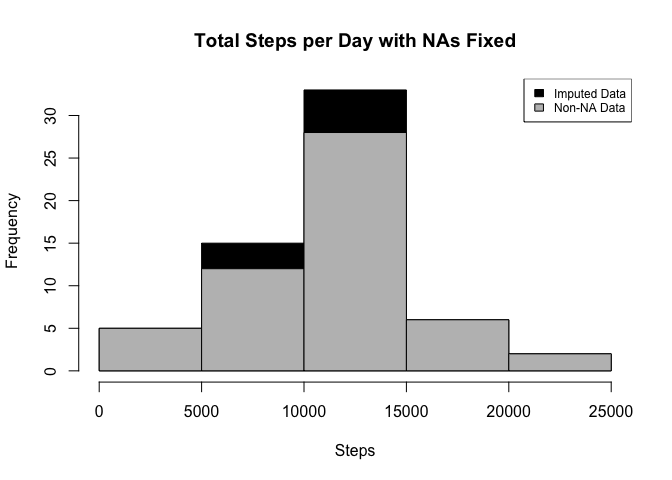 Total Steps per Day with NAs Fixed
Imputed Data
Non-NA Data
Frequency
30
25
20
15
10
5
0
0 5000 10000 15000 20000 25000
Steps